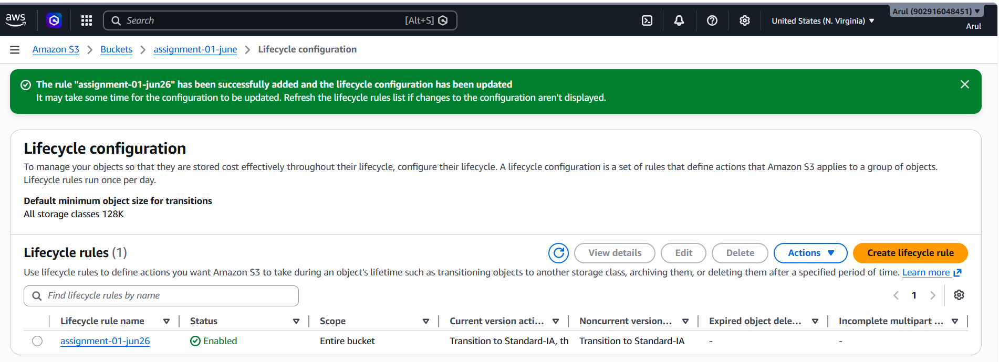 aws
Search [Alt+S]
United States (N. Virginia)
Arul (902916048451)
Arul
Amazon S3 > Buckets > assignment-01-june > Lifecycle configuration
The rule "assignment-01-jun26" has been successfully added and the lifecycle configuration has been updated
It may take some time for the configuration to be updated. Refresh the lifecycle rules list if changes to the configuration aren't displayed.
Lifecycle configuration
To manage your objects so that they are stored cost effectively throughout their lifecycle, configure their lifecycle. A lifecycle configuration is a set of rules that define actions that Amazon S3 applies to a group of objects.
Lifecycle rules run once per day.
Default minimum object size for transitions
All storage classes 128K
Lifecycle rules (1)
View details Edit Delete Actions Create lifecycle rule
Use lifecycle rules to define actions you want Amazon S3 to take during an object's lifetime such as transitioning objects to another storage class, archiving them, or deleting them after a specified period of time. Learn more
Find lifecycle rules by name
1
Lifecycle rule name Status Scope Current version acti... Noncurrent version... Expired object dele... Incomplete multipart ...
assignment-01-jun26 Enabled Entire bucket Transition to Standard-IA, th Transition to Standard-IA - -